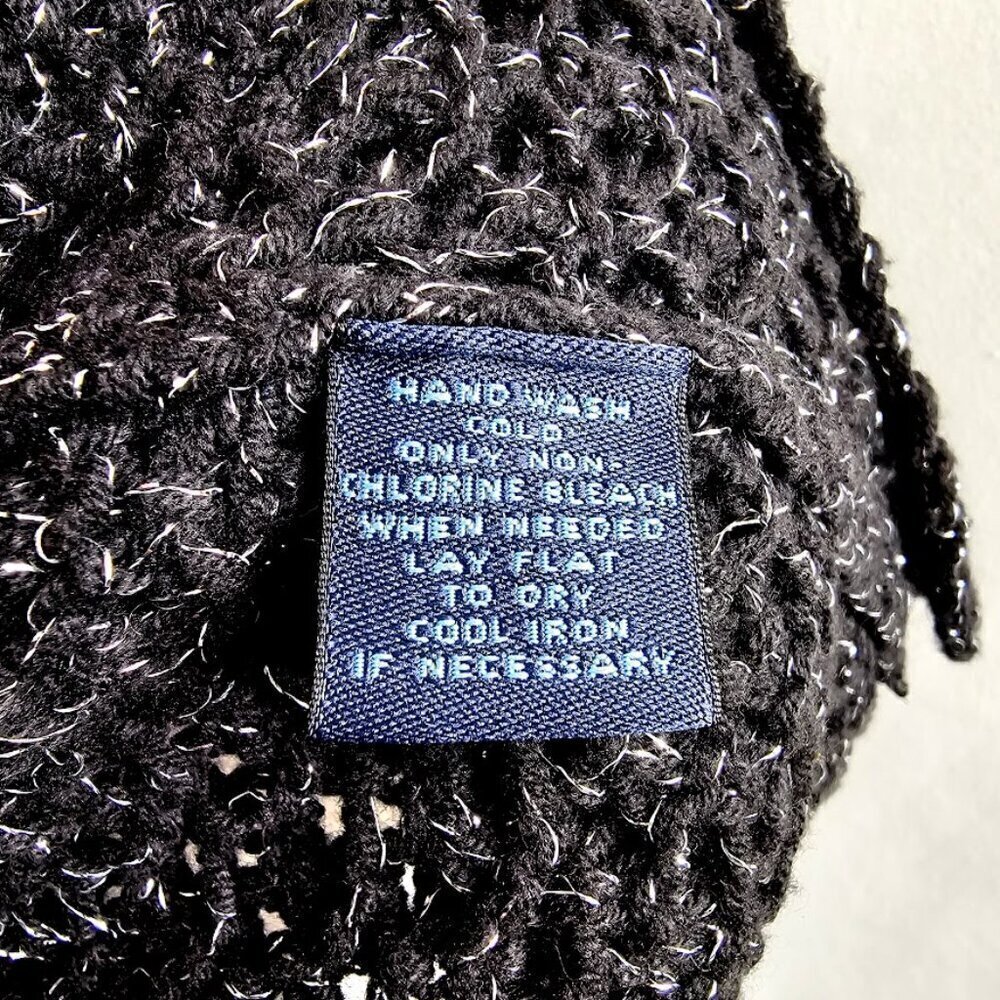 HAND WASH
COLD
ONLY NON-
CHLORINE BLEACH
WHEN NEEDED
LAY FLAT
TO DRY
COOL IRON
IF NECESSARY